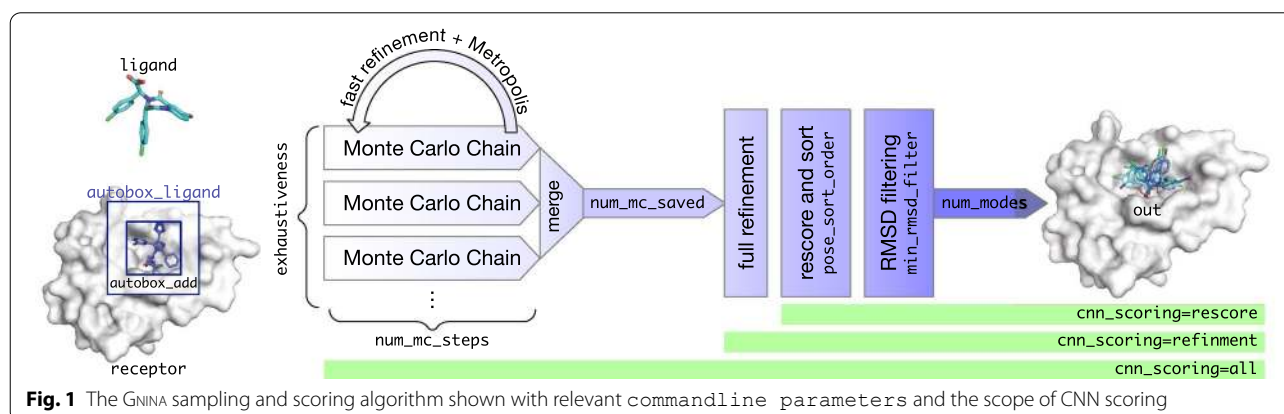 ligand
autobox_ligand
autobox_add
receptor
fast refinement + Metropolis
exhaustiveness
Monte Carlo Chain
Monte Carlo Chain
Monte Carlo Chain
⋮
num_mc_steps
merge
num_mc_saved
full refinement
rescore and sort
pose_sort_order
RMSD filtering
min_rmsd_filter
num_modes
out
cnn_scoring=rescore
cnn_scoring=refinment
cnn_scoring=all
Fig. 1 The GNINA sampling and scoring algorithm shown with relevant commandline parameters and the scope of CNN scoring